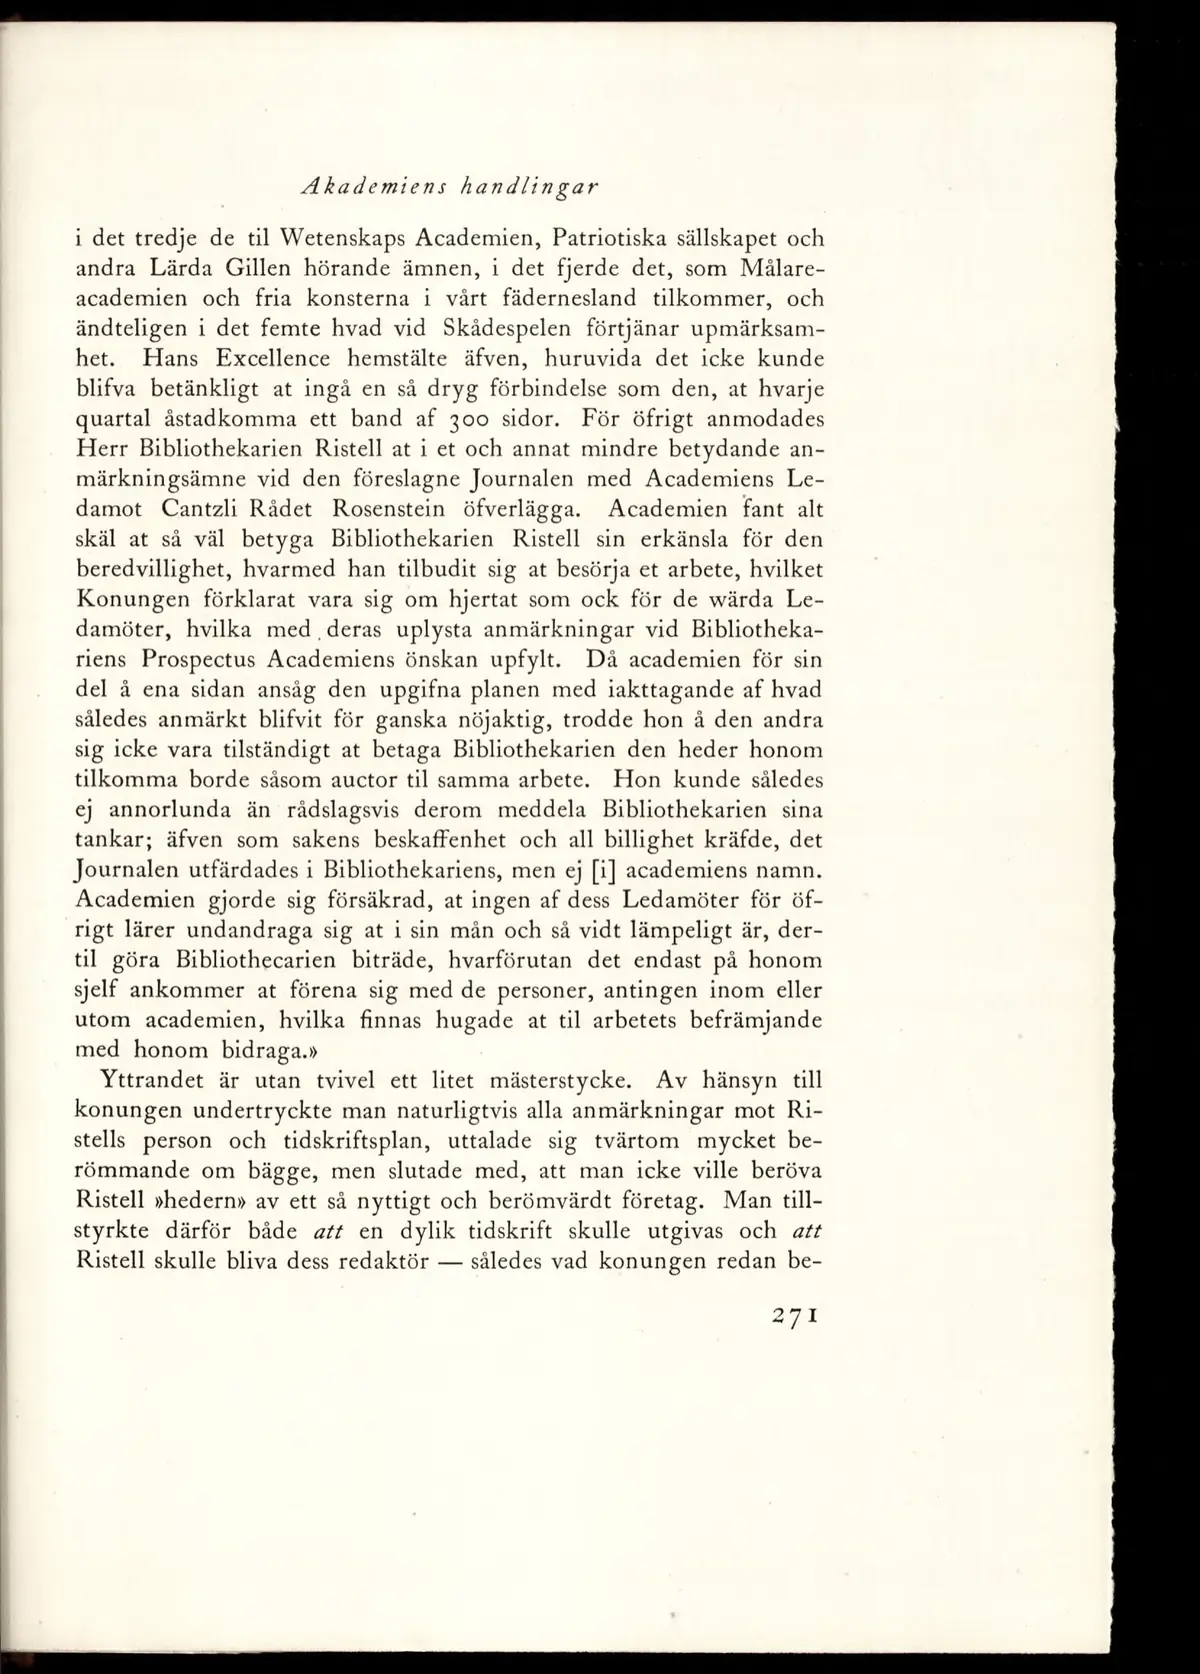 Akademiens handlingar
i det tredje de til Wetenskaps Academien, Patriotiska sällskapet och
andra Lärda Gillen hörande ämnen, i det fjerde det, som Målare-
academien och fria konsterna i vårt fädernesland tilkommer, och
ändteligen i det femte hvad vid Skådespelen förtjänar upmärksam-
het. Hans Excellence hemstälte äfven, huruvida det icke kunde
blifva betänkligt at ingå en så dryg förbindelse som den, at hvarje
quartal åstadkomma ett band af 300 sidor. För öfrigt anmodades
Herr Bibliothekarien Ristell at i et och annat mindre betydande an-
märkningsämne vid den föreslagne Journalen med Academiens Le-
damot Cantzli Rådet Rosenstein öfverlägga. Academien fant alt
skäl at så väl betyga Bibliothekarien Ristell sin erkänsla för den
beredvillighet, hvarmed han tilbudit sig at besörja et arbete, hvilket
Konungen förklarat vara sig om hjertat som ock för de wärda Le-
damöter, hvilka med deras uplysta anmärkningar vid Bibliotheka-
riens Prospectus Academiens önskan upfylt. Då academien för sin
del å ena sidan ansåg den upgifna planen med iakttagande af hvad
således anmärkt blifvit för ganska nöjaktig, trodde hon å den andra
sig icke vara tilständigt at betaga Bibliothekarien den heder honom
tilkomma borde såsom auctor til samma arbete. Hon kunde således
ej annorlunda än rådslagsvis derom meddela Bibliothekarien sina
tankar; äfven som sakens beskaffenhet och all billighet kräfde, det
Journalen utfärdades i Bibliothekariens, men ej [i] academiens namn.
Academien gjorde sig försäkrad, at ingen af dess Ledamöter för öf-
rigt lärer undandraga sig at i sin mån och så vidt lämpeligt är, der-
til göra Bibliothecarien biträde, hvarförutan det endast på honom
sjelf ankommer at förena sig med de personer, antingen inom eller
utom academien, hvilka finnas hugade at til arbetets befrämjande
med honom bidraga.»
Yttrandet är utan tvivel ett litet mästerstycke. Av hänsyn till
konungen undertryckte man naturligtvis alla anmärkningar mot Ri-
stells person och tidskriftsplan, uttalade sig tvärtom mycket be-
römmande om bägge, men slutade med, att man icke ville beröva
Ristell »hedern» av ett så nyttigt och berömvärdt företag. Man till-
styrkte därför både att en dylik tidskrift skulle utgivas och att
Ristell skulle bliva dess redaktör — således vad konungen redan be-
271